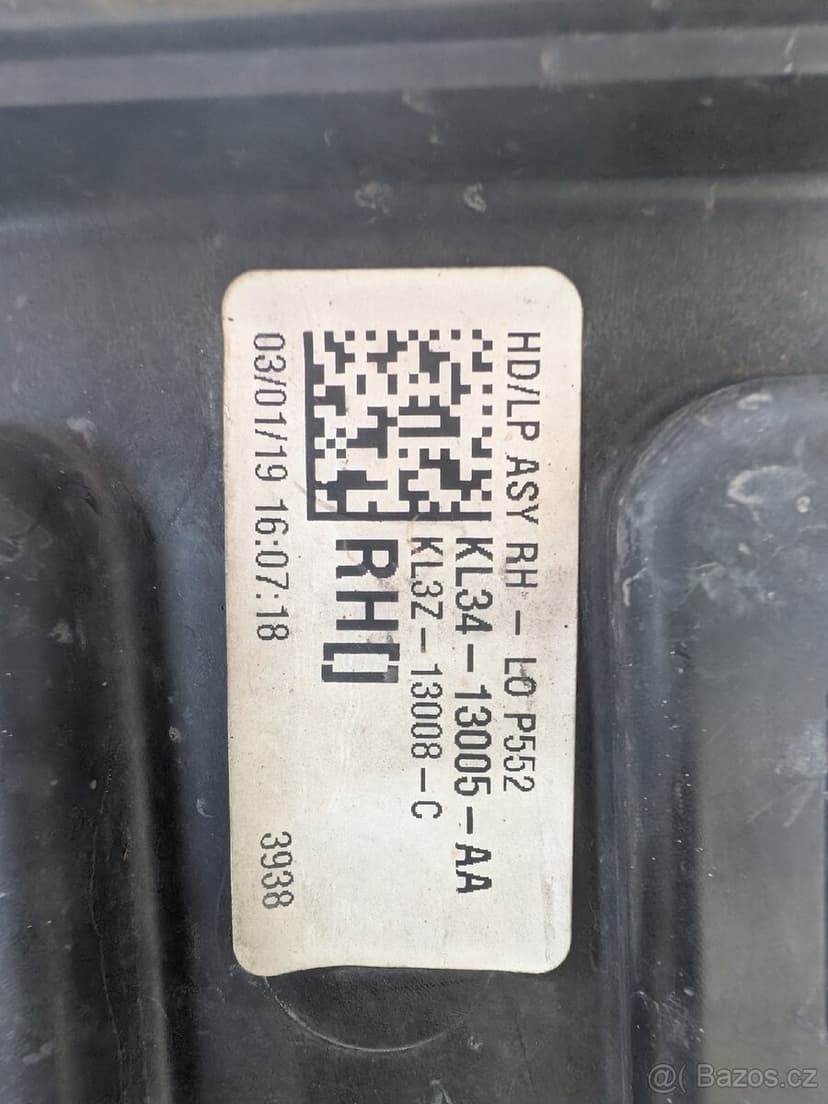 HD/LP ASY RH - LO P552
KL34-13005-AA
KL3Z-13008-C
RH[]
03/01/19 16:07:18 3938
@( Bazos.cz